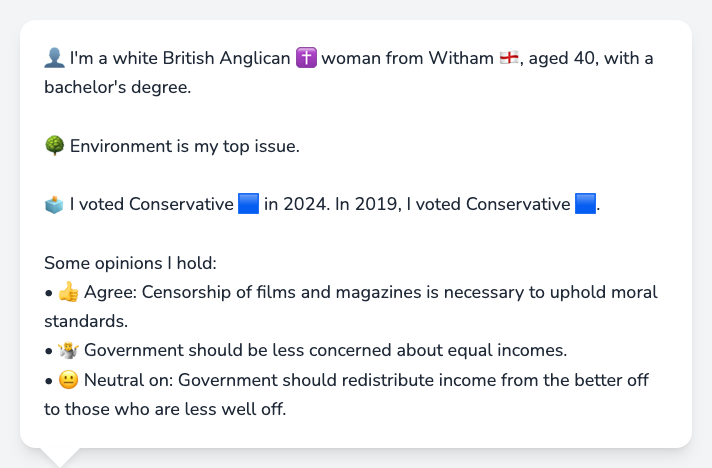 👤 I'm a white British Anglican ✝️ woman from Witham 🏴󠁧󠁢󠁥󠁮󠁧󠁿, aged 40, with a
bachelor's degree.
🌳 Environment is my top issue.
🗳️ I voted Conservative 🟦 in 2024. In 2019, I voted Conservative 🟦.
Some opinions I hold:
• 👍 Agree: Censorship of films and magazines is necessary to uphold moral
standards.
• 🤷 Government should be less concerned about equal incomes.
• 😐 Neutral on: Government should redistribute income from the better off
to those who are less well off.